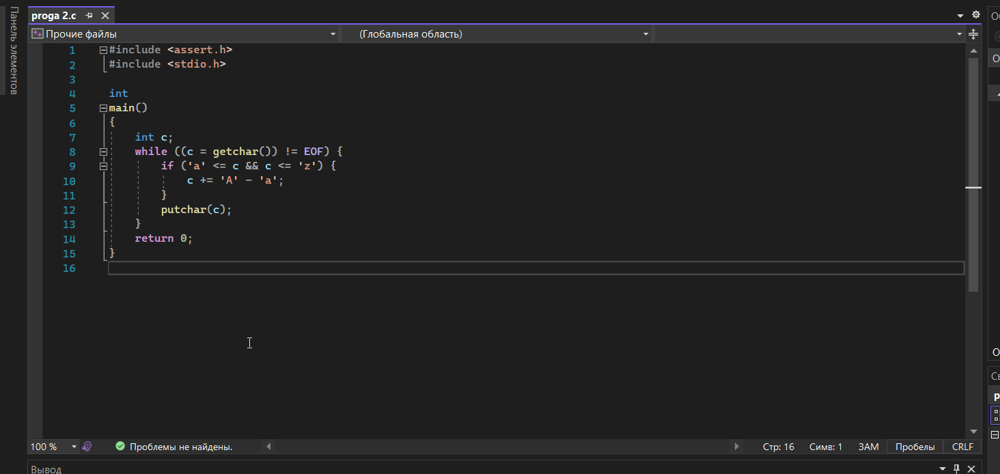 Панель элементов
proga 2.c
Прочие файлы
(Глобальная область)
1 #include <assert.h>
2 #include <stdio.h>
3
4 int
5 main()
6 {
7     int c;
8     while ((c = getchar()) != EOF) {
9         if ('a' <= c && c <= 'z') {
10             c += 'A' - 'a';
11         }
12         putchar(c);
13     }
14     return 0;
15 }
16
100 %
Проблемы не найдены.
Стр: 16
Симв: 1
ЗАМ
Пробелы
CRLF
Вывод